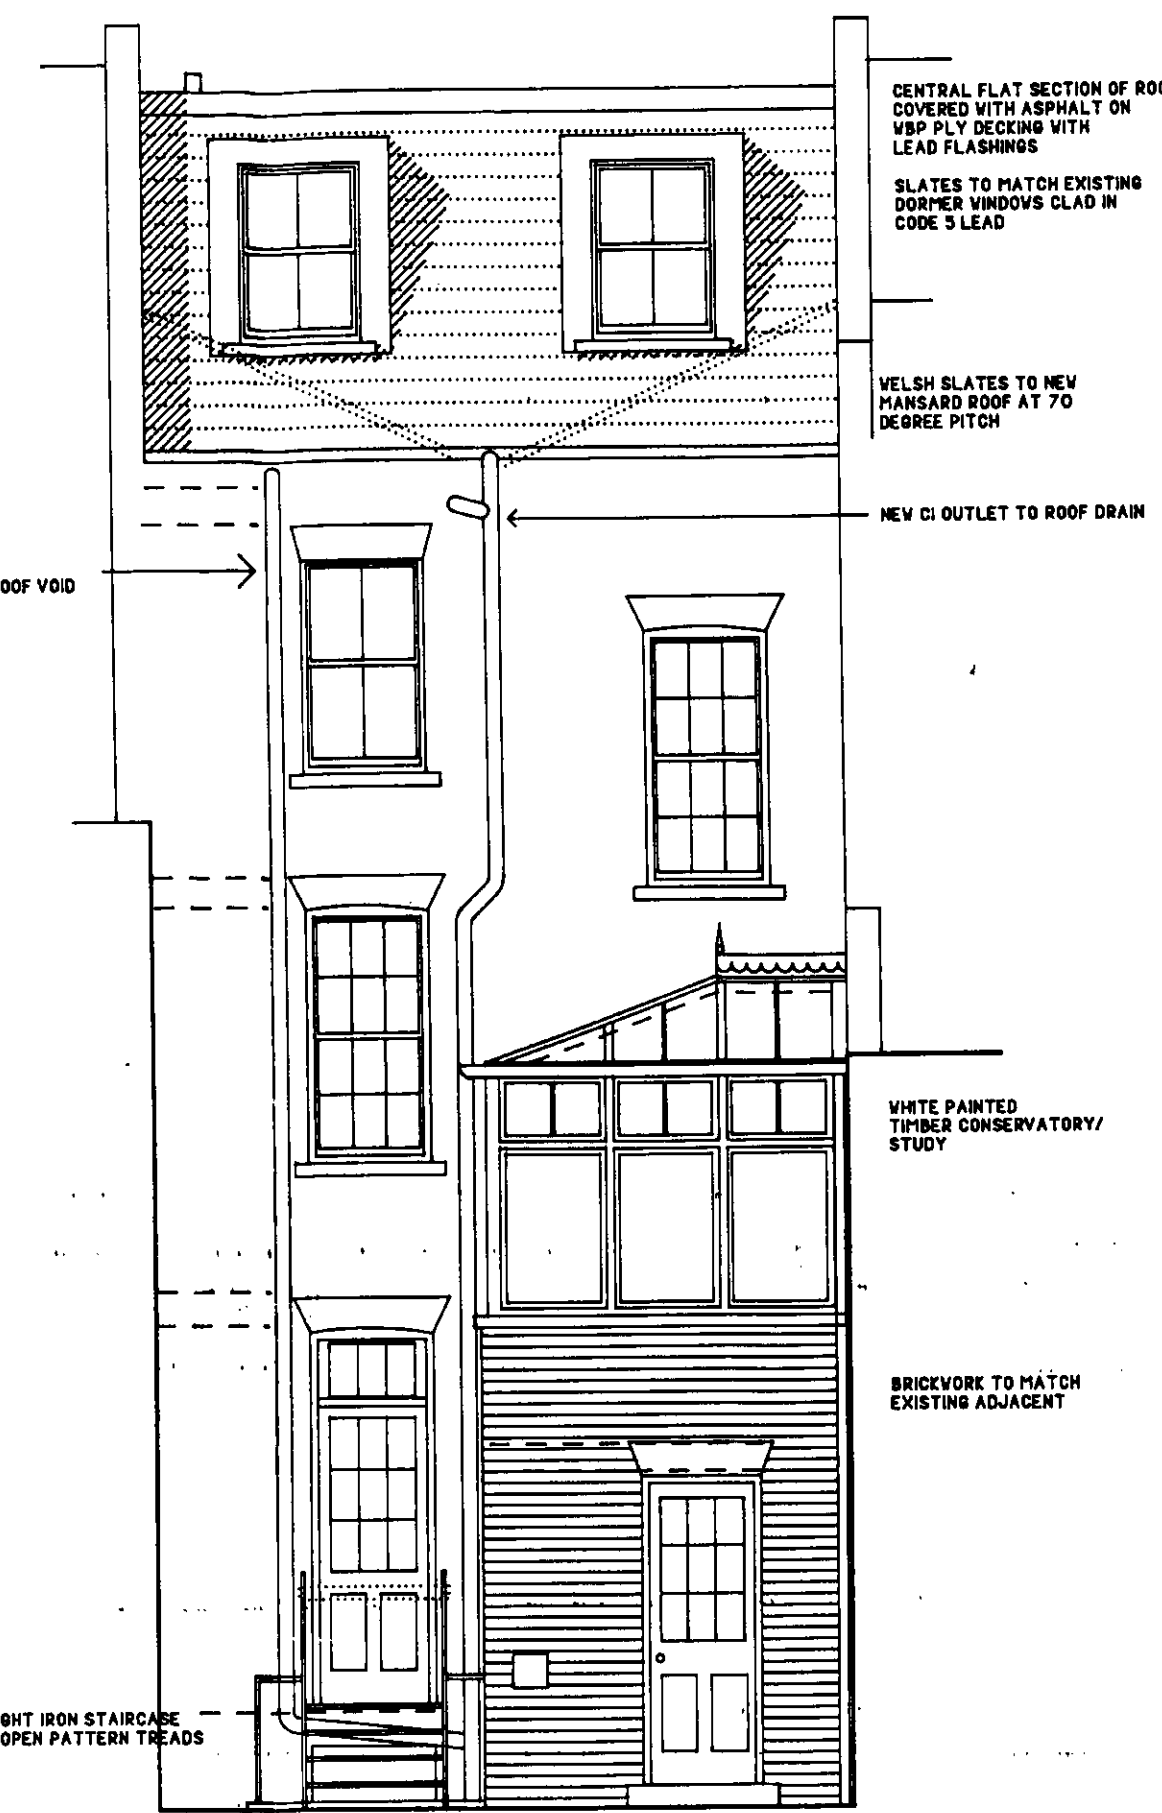 CENTRAL FLAT SECTION OF
COVERED WITH ASPHALT ON
WBP PLY DECKING WITH
LEAD FLASHINGS
SLATES TO MATCH EXISTING
DORMER WINDOWS CLAD IN
CODE 5 LEAD
WELSH SLATES TO NEW
MANSARD ROOF AT 70
DEGREE PITCH
NEW CI OUTLET TO ROOF DRAIN
OOF VOID
WHITE PAINTED
TIMBER CONSERVATORY/
STUDY
BRICKWORK TO MATCH
EXISTING ADJACENT
GHT IRON STAIRCASE
OPEN PATTERN TREADS